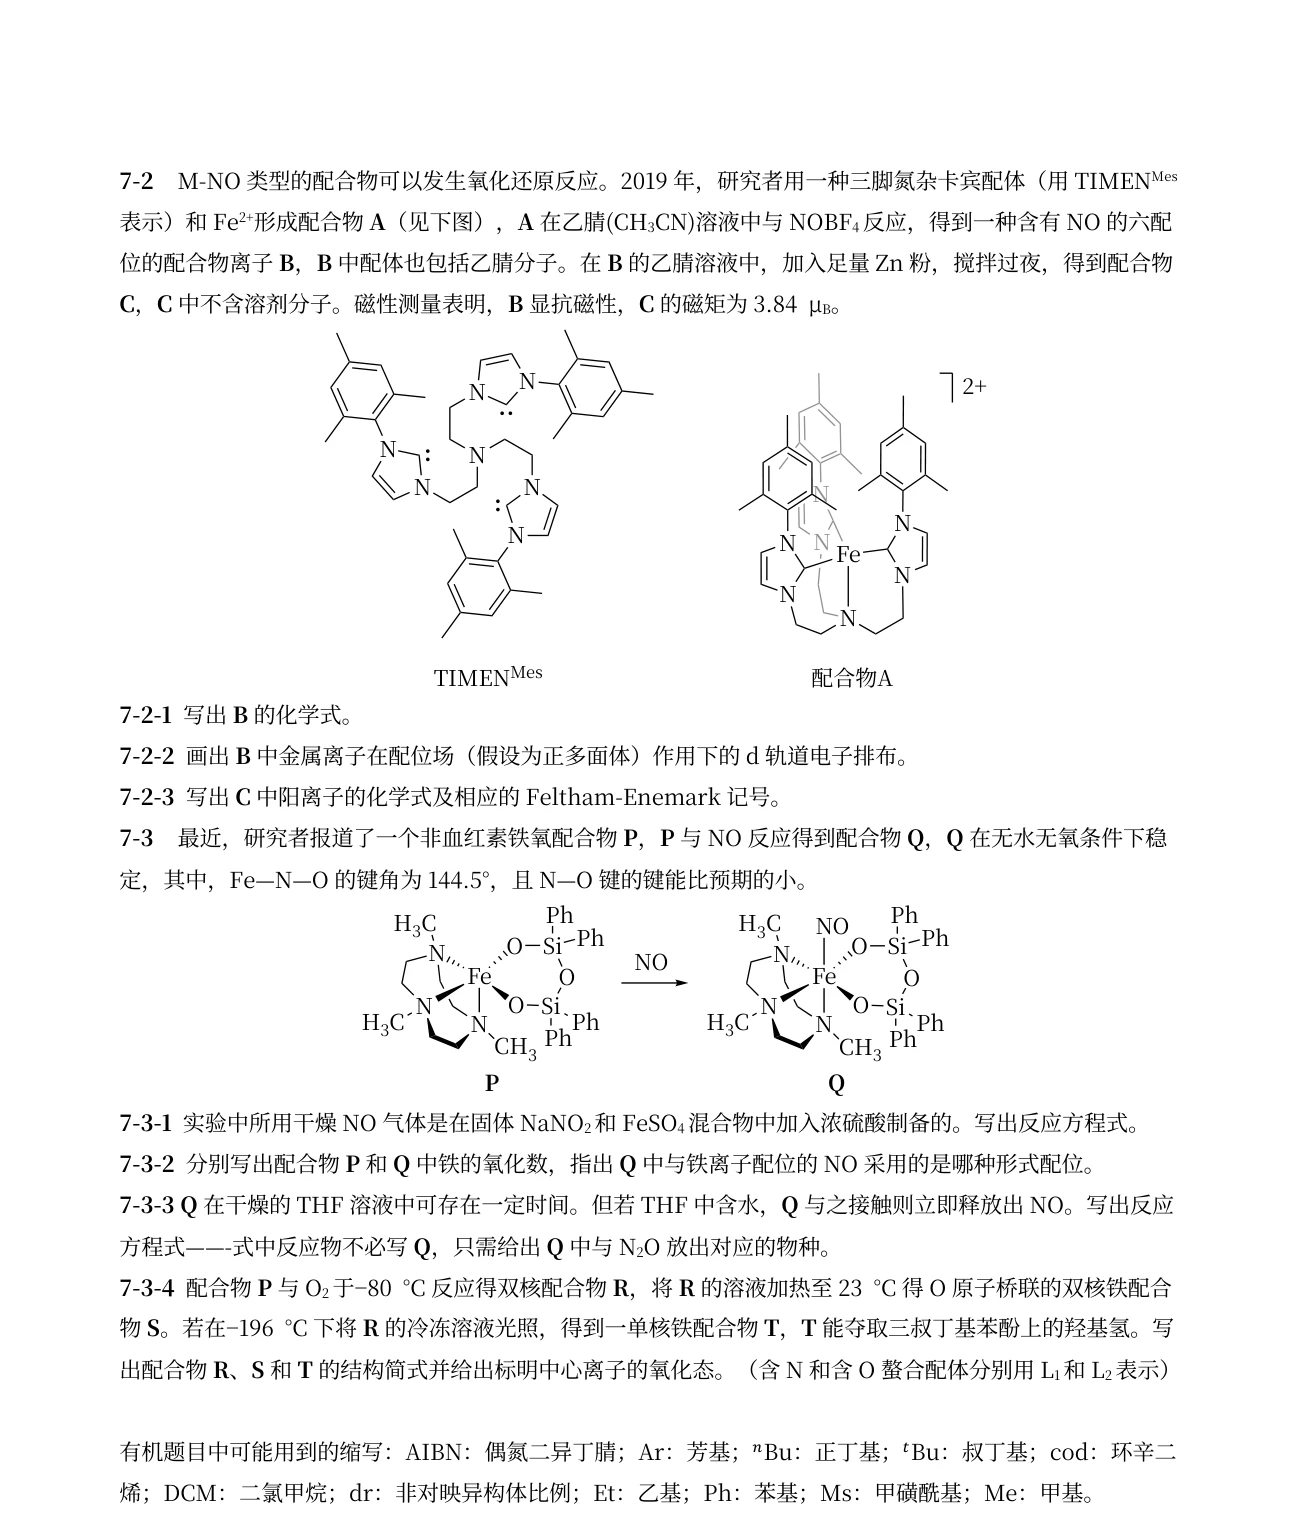 7-2 M-NO 类型的配合物可以发生氧化还原反应。2019 年，研究者用一种三脚氮杂卡宾配体（用 TIMENᴹᵉˢ
表示）和 Fe²⁺形成配合物 A（见下图），A 在乙腈(CH₃CN)溶液中与 NOBF₄ 反应，得到一种含有 NO 的六配
位的配合物离子 B，B 中配体也包括乙腈分子。在 B 的乙腈溶液中，加入足量 Zn 粉，搅拌过夜，得到配合物
C，C 中不含溶剂分子。磁性测量表明，B 显抗磁性，C 的磁矩为 3.84 μB。
N N N N N N N
Fe N N N N N N N 2+
TIMENᴹᵉˢ 配合物A
7-2-1 写出 B 的化学式。
7-2-2 画出 B 中金属离子在配位场（假设为正多面体）作用下的 d 轨道电子排布。
7-2-3 写出 C 中阳离子的化学式及相应的 Feltham-Enemark 记号。
7-3 最近，研究者报道了一个非血红素铁氧配合物 P，P 与 NO 反应得到配合物 Q，Q 在无水无氧条件下稳
定，其中，Fe—N—O 的键角为 144.5°，且 N—O 键的键能比预期的小。
H₃C N Fe O Si Ph Ph O N O Si Ph Ph H₃C N CH₃
NO
H₃C N NO Fe O Si Ph Ph O N O Si Ph Ph H₃C N CH₃
P Q
7-3-1 实验中所用干燥 NO 气体是在固体 NaNO₂ 和 FeSO₄ 混合物中加入浓硫酸制备的。写出反应方程式。
7-3-2 分别写出配合物 P 和 Q 中铁的氧化数，指出 Q 中与铁离子配位的 NO 采用的是哪种形式配位。
7-3-3 Q 在干燥的 THF 溶液中可存在一定时间。但若 THF 中含水，Q 与之接触则立即释放出 NO。写出反应
方程式——-式中反应物不必写 Q，只需给出 Q 中与 N₂O 放出对应的物种。
7-3-4 配合物 P 与 O₂ 于−80 °C 反应得双核配合物 R，将 R 的溶液加热至 23 °C 得 O 原子桥联的双核铁配合
物 S。若在−196 °C 下将 R 的冷冻溶液光照，得到一单核铁配合物 T，T 能夺取三叔丁基苯酚上的羟基氢。写
出配合物 R、S 和 T 的结构简式并给出标明中心离子的氧化态。（含 N 和含 O 螯合配体分别用 L₁ 和 L₂ 表示）
有机题目中可能用到的缩写：AIBN：偶氮二异丁腈；Ar：芳基；ⁿBu：正丁基；ᵗBu：叔丁基；cod：环辛二
烯；DCM：二氯甲烷；dr：非对映异构体比例；Et：乙基；Ph：苯基；Ms：甲磺酰基；Me：甲基。